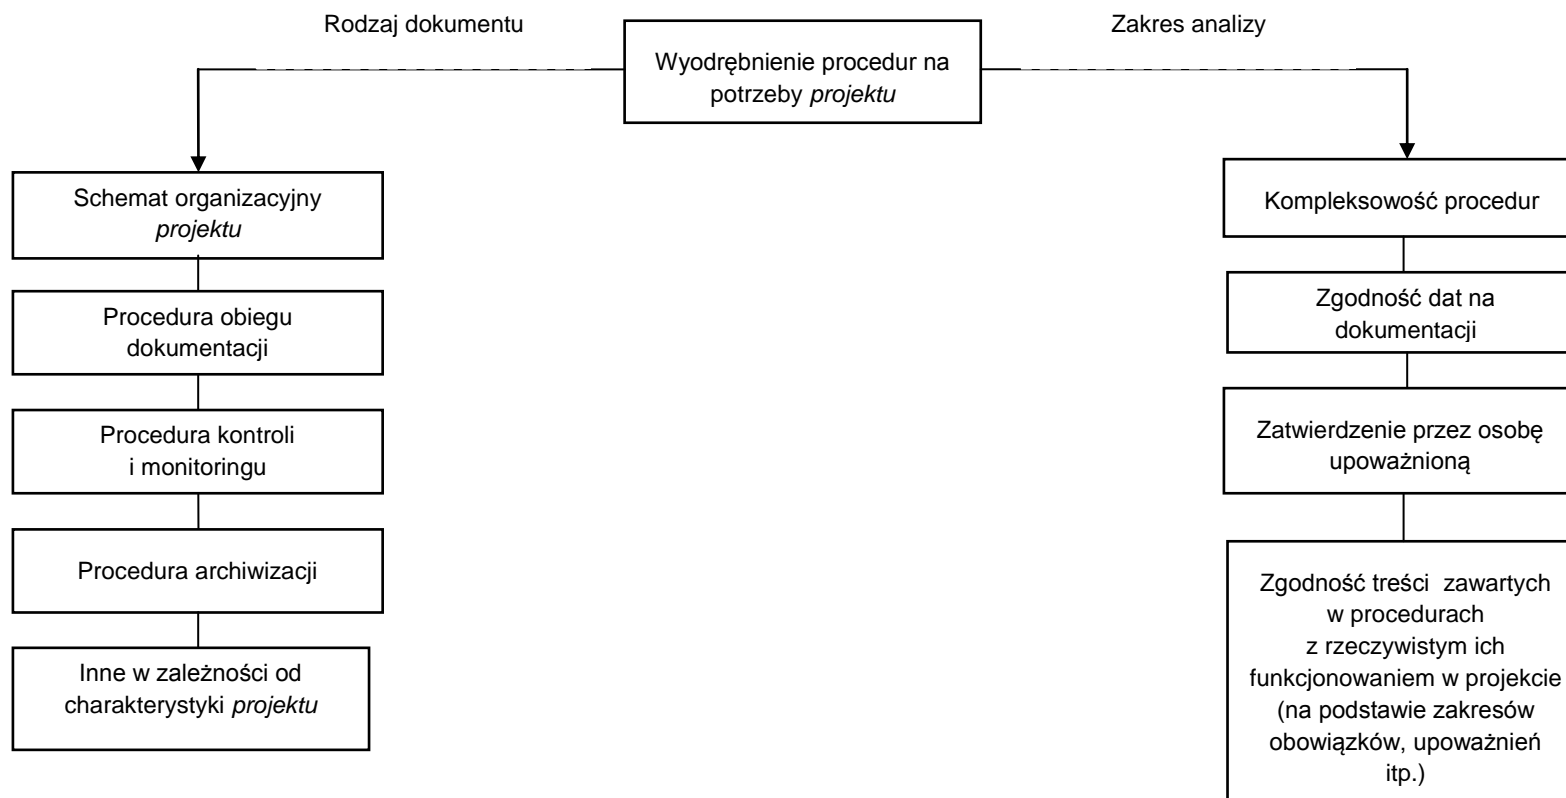 Rodzaj dokumentu
Zakres analizy
Wyodrębnienie procedur na
potrzeby projektu
Schemat organizacyjny
projektu
Procedura obiegu
dokumentacji
Procedura kontroli
i monitoringu
Procedura archiwizacji
Inne w zależności od
charakterystyki projektu
Kompleksowość procedur
Zgodność dat na
dokumentacji
Zatwierdzenie przez osobę
upoważnioną
Zgodność treści zawartych
w procedurach
z rzeczywistym ich
funkcjonowaniem w projekcie
(na podstawie zakresów
obowiązków, upoważnień
itp.)